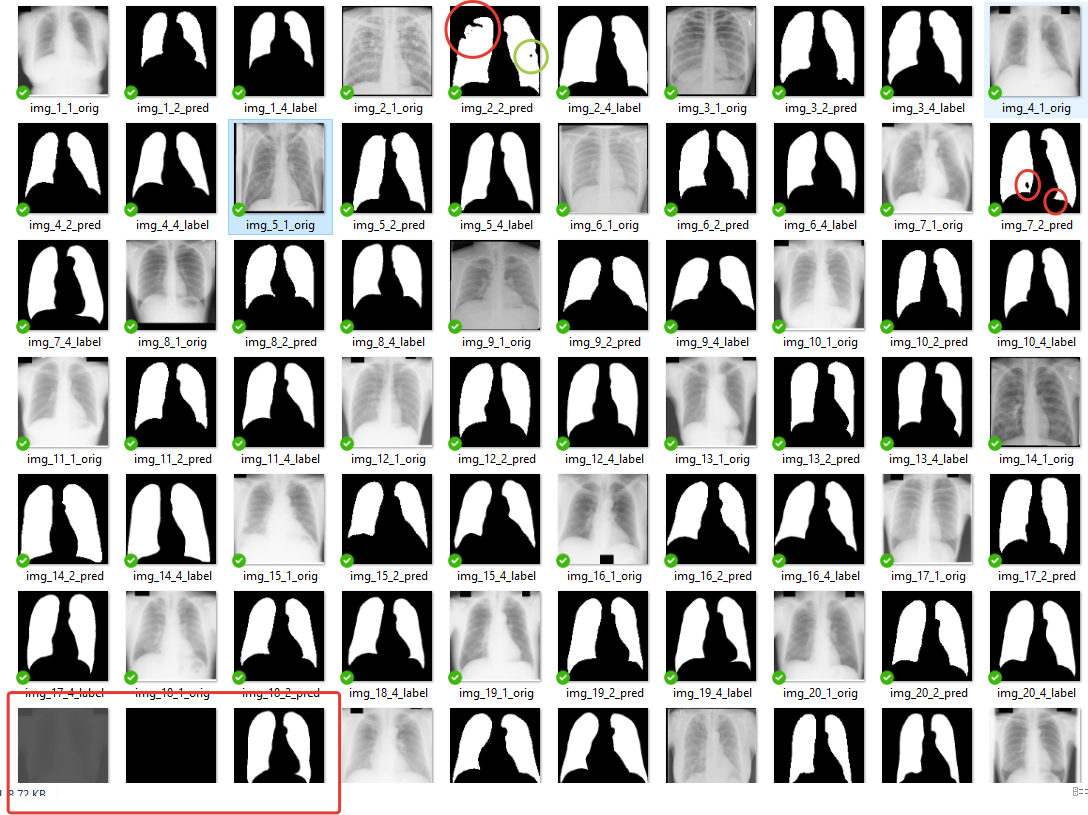 img_1_1_orig img_1_2_pred img_1_4_label img_2_1_orig img_2_2_pred img_2_4_label img_3_1_orig img_3_2_pred img_3_4_label img_4_1_orig
img_4_2_pred img_4_4_label img_5_1_orig img_5_2_pred img_5_4_label img_6_1_orig img_6_2_pred img_6_4_label img_7_1_orig img_7_2_pred
img_7_4_label img_8_1_orig img_8_2_pred img_8_4_label img_9_1_orig img_9_2_pred img_9_4_label img_10_1_orig img_10_2_pred img_10_4_label
img_11_1_orig img_11_2_pred img_11_4_label img_12_1_orig img_12_2_pred img_12_4_label img_13_1_orig img_13_2_pred img_13_4_label img_14_1_orig
img_14_2_pred img_14_4_label img_15_1_orig img_15_2_pred img_15_4_label img_16_1_orig img_16_2_pred img_16_4_label img_17_1_orig img_17_2_pred
img_17_4_label img_18_1_orig img_18_2_pred img_18_4_label img_19_1_orig img_19_2_pred img_19_4_label img_20_1_orig img_20_2_pred img_20_4_label
KB